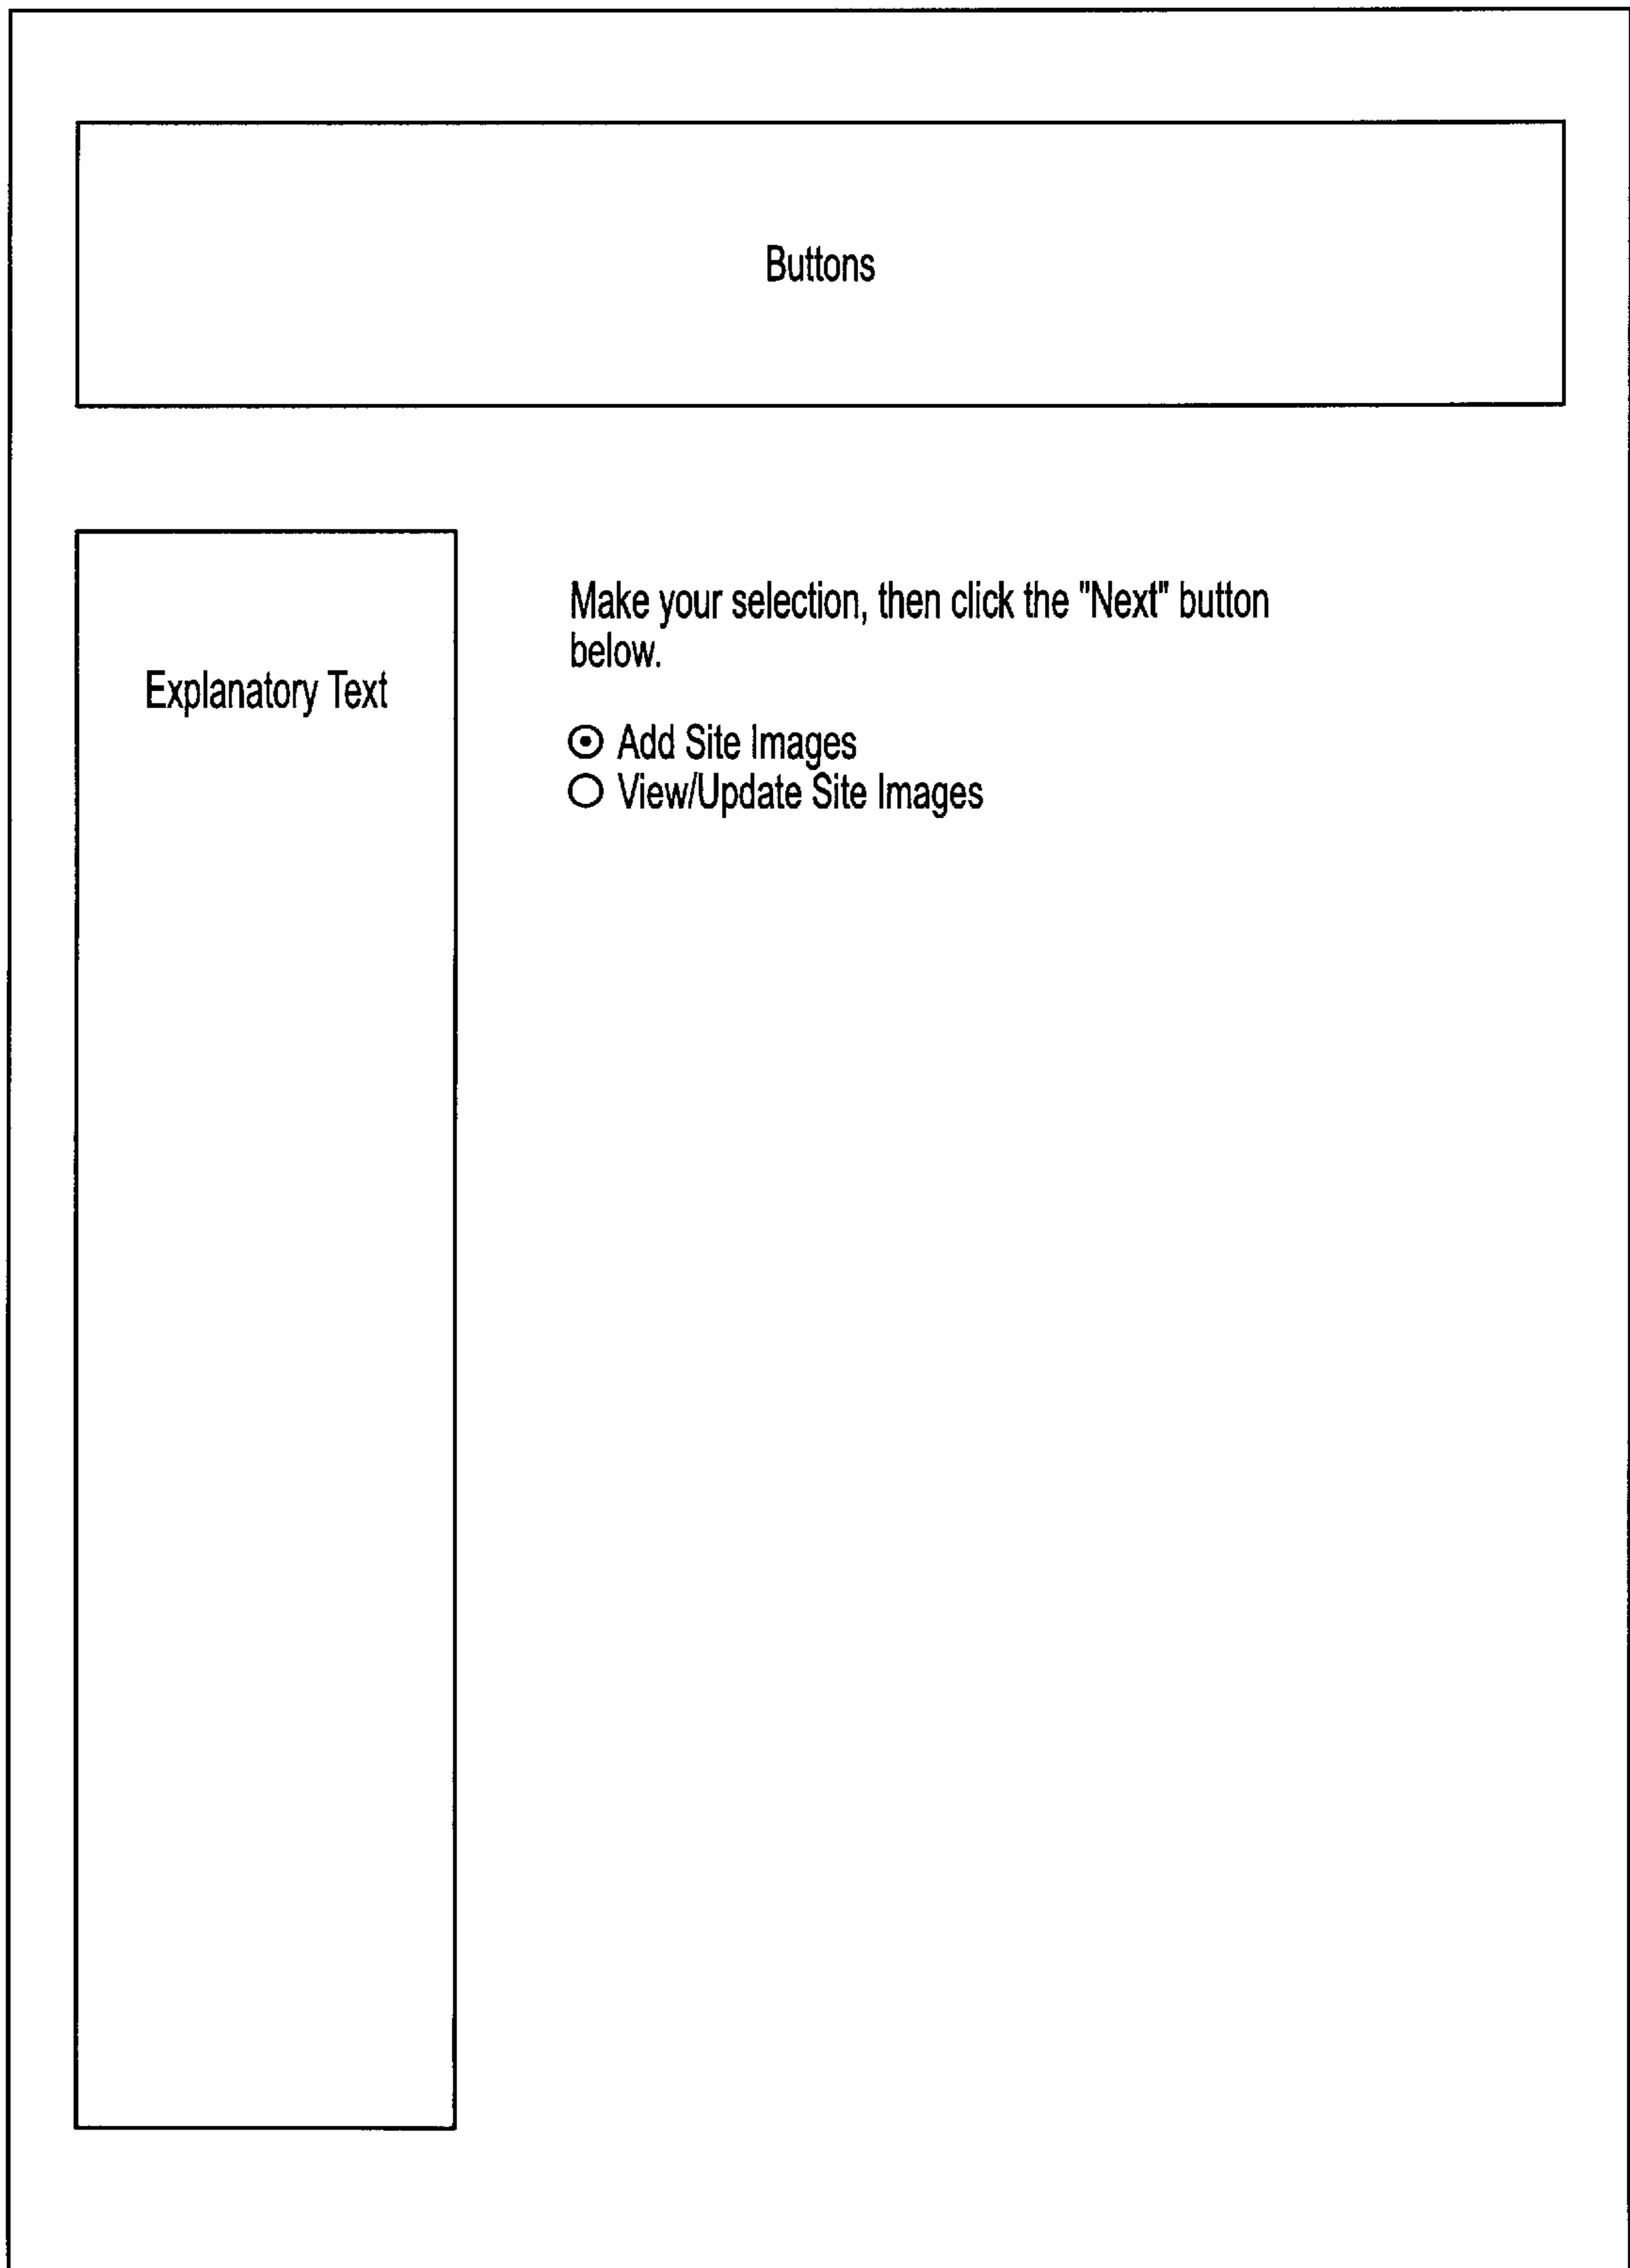 Buttons
Explanatory Text
Make your selection, then click the "Next" button
below.
Add Site Images
View/Update Site Images